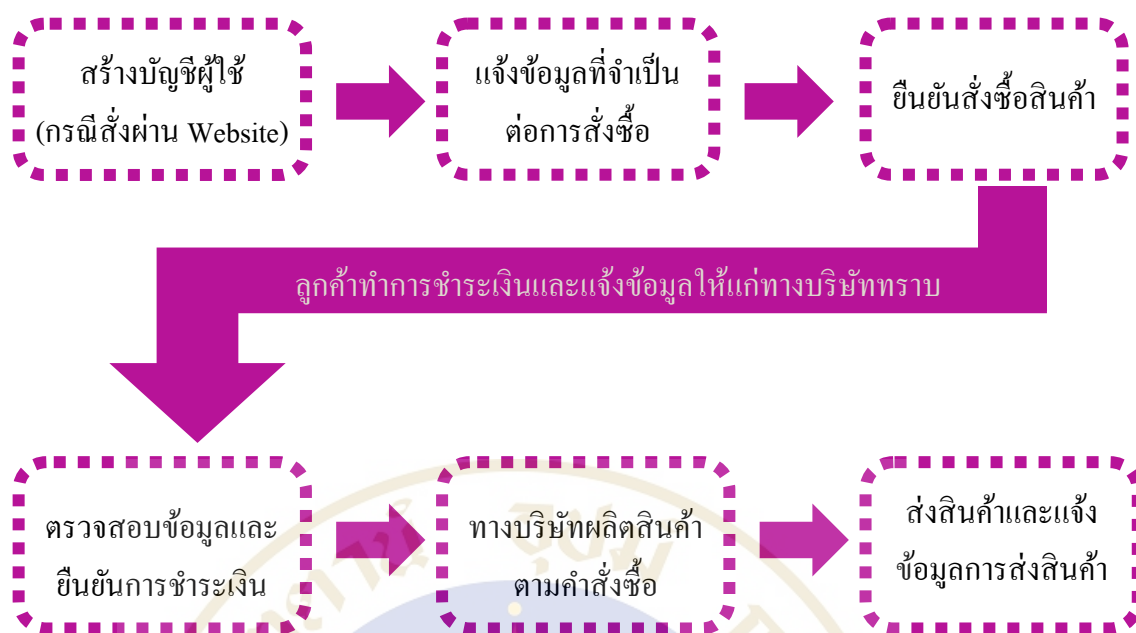 สร้างบัญชีผู้ใช้
(กรณีสั่งผ่าน Website)
แจ้งข้อมูลที่จำเป็น
ต่อการสั่งซื้อ
ยืนยันสั่งซื้อสินค้า
ลูกค้าทำการชำระเงินและแจ้งข้อมูลให้แก่ทางบริษัททราบ
ตรวจสอบข้อมูลและ
ยืนยันการชำระเงิน
ทางบริษัทผลิตสินค้า
ตามคำสั่งซื้อ
ส่งสินค้าและแจ้ง
ข้อมูลการส่งสินค้า